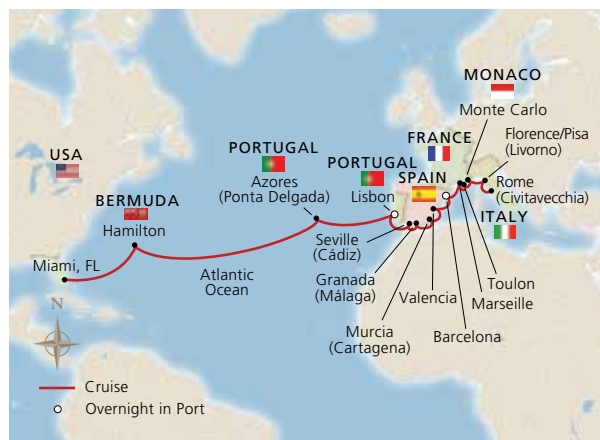 MONACO
Monte Carlo
Florence/Pisa
(Livorno)
FRANCE
USA
PORTUGAL
Azores
(Ponta Delgada)
PORTUGAL
Lisbon
SPAIN
Rome
(Civitavecchia)
ITALY
BERMUDA
Hamilton
Seville
(Cádiz)
Miami, FL
Atlantic
Ocean
Granada
(Málaga)
Toulon
Marseille
Valencia
Murcia
(Cartagena)
Barcelona
N
Cruise
Overnight in Port